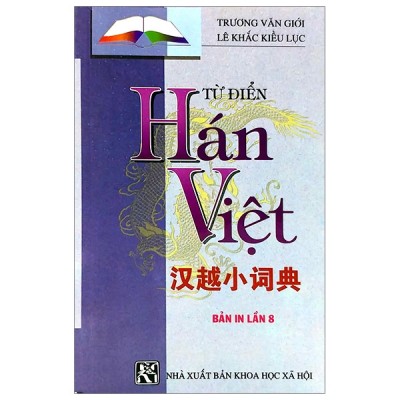 TRƯƠNG VĂN GIỚI
LÊ KHẮC KIỀU LỤC
TỪ ĐIỂN
Hán
Việt
汉越小词典
BẢN IN LẦN 8
NHÀ XUẤT BẢN KHOA HỌC XÃ HỘI